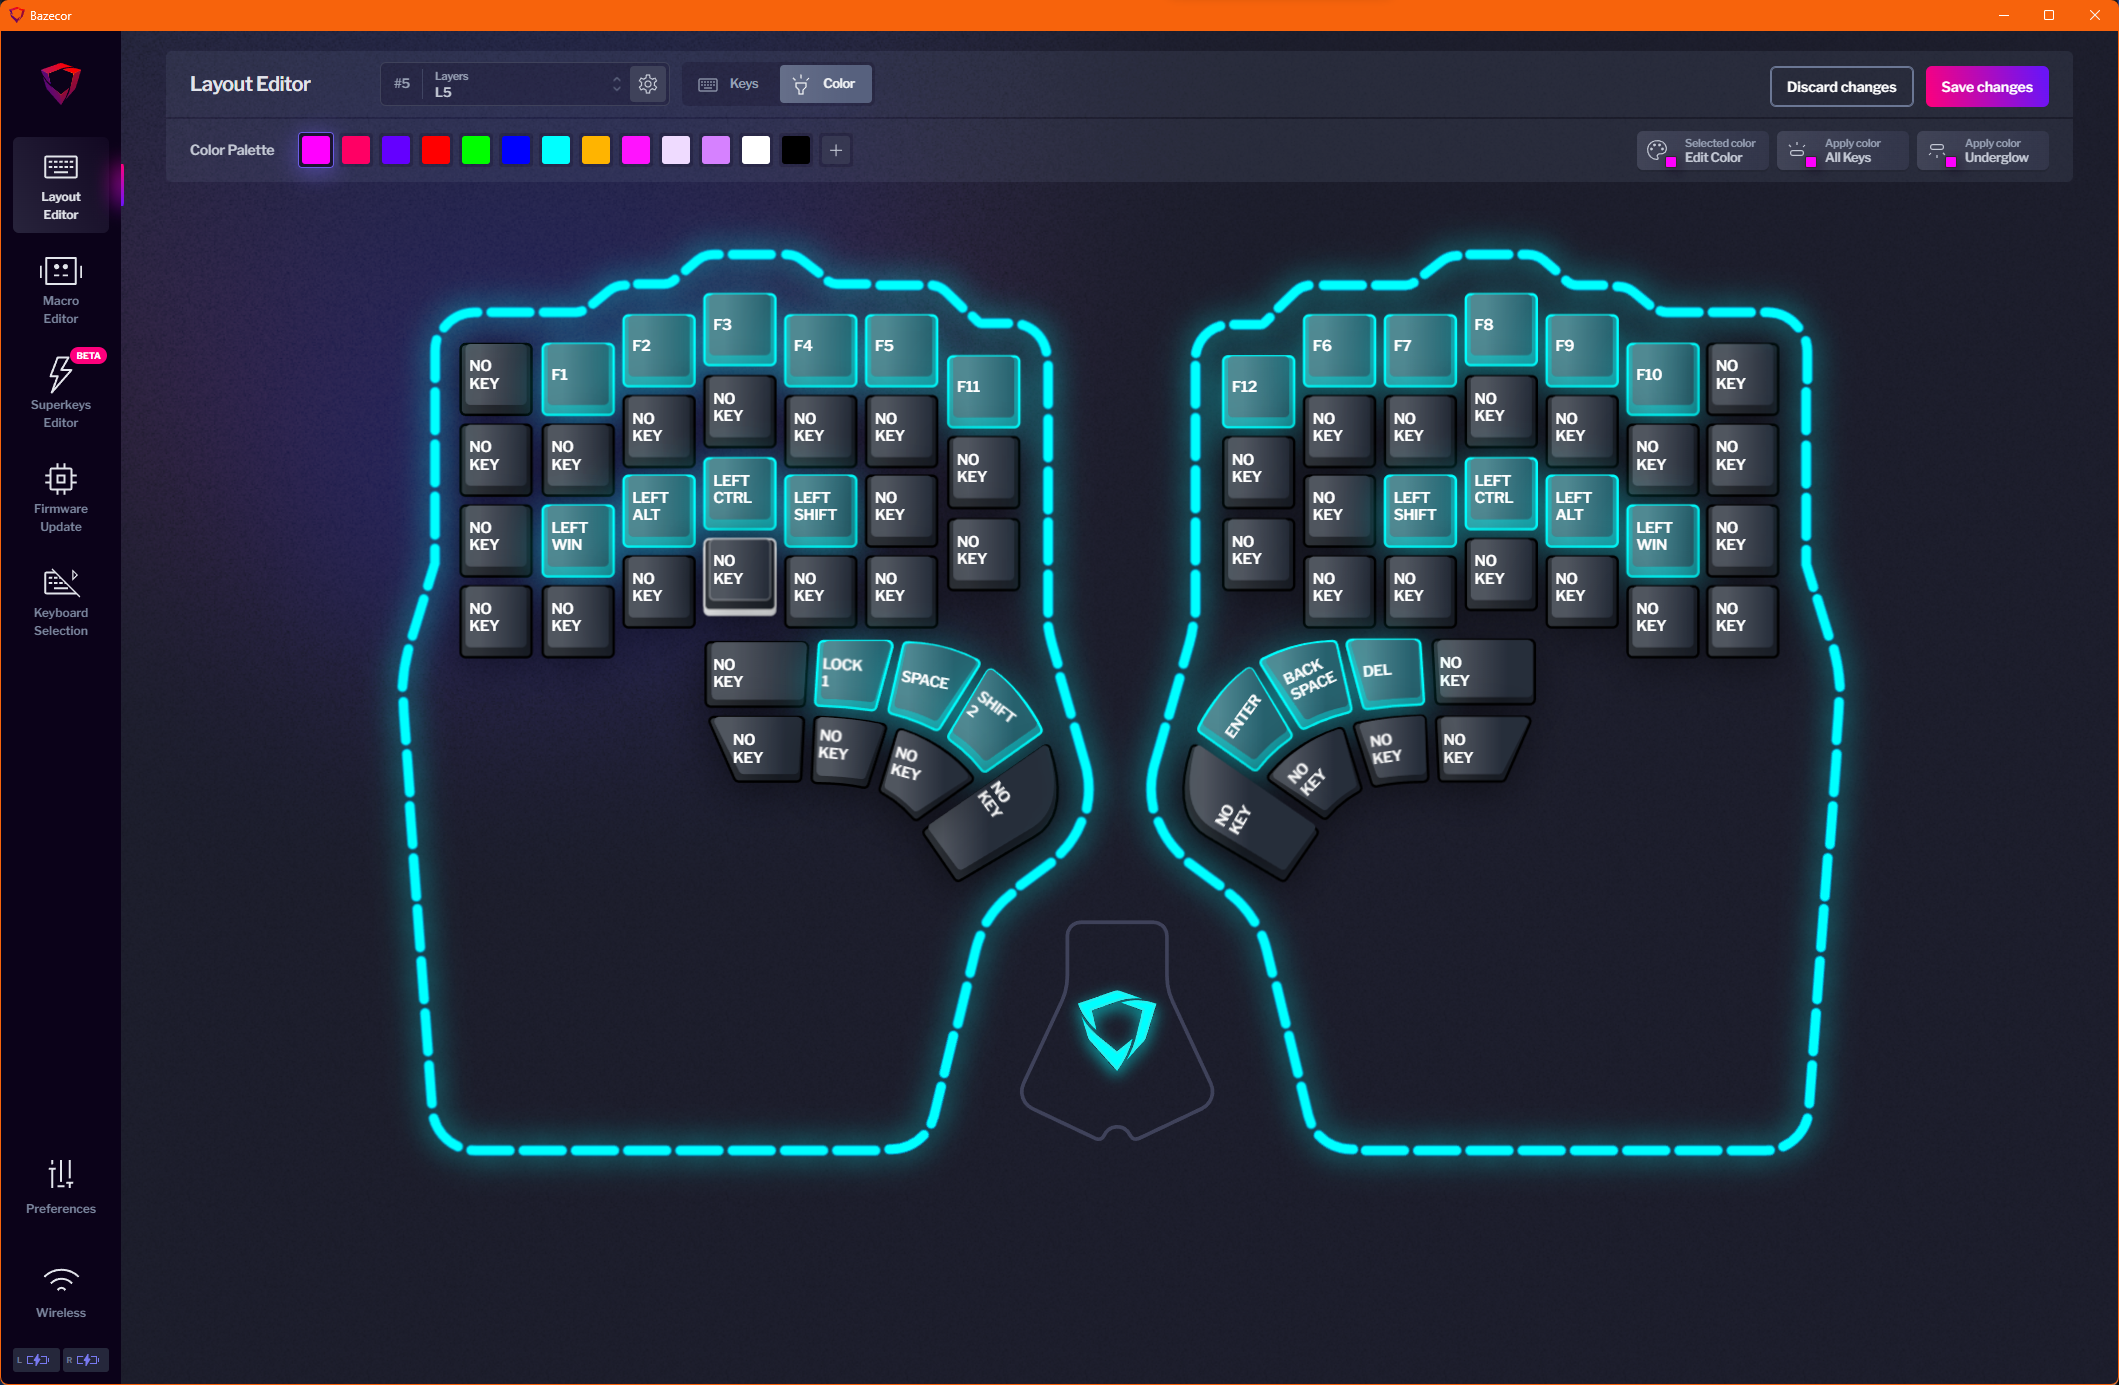 Bazecor
Layout Editor
#5
Layers
L5
Keys
Color
Discard changes
Save changes
Color Palette
Selected color
Edit Color
Apply color
All Keys
Apply color
Underglow
Layout
Editor
Macro
Editor
BETA
Superkeys
Editor
Firmware
Update
Keyboard
Selection
Preferences
Wireless
L
R
NO
KEY
F1
F2
F3
F4
F5
F11
NO
KEY
NO
KEY
NO
KEY
NO
KEY
NO
KEY
NO
KEY
NO
KEY
NO
KEY
LEFT
WIN
LEFT
ALT
LEFT
CTRL
LEFT
SHIFT
NO
KEY
NO
KEY
NO
KEY
NO
KEY
NO
KEY
NO
KEY
NO
KEY
NO
KEY
NO
KEY
LOCK
1
SPACE
SHIFT
2
NO
KEY
NO
KEY
NO
KEY
NO
KEY
F12
F6
F7
F8
F9
F10
NO
KEY
NO
KEY
NO
KEY
NO
KEY
NO
KEY
NO
KEY
NO
KEY
NO
KEY
NO
KEY
NO
KEY
LEFT
SHIFT
LEFT
CTRL
LEFT
ALT
LEFT
WIN
NO
KEY
NO
KEY
NO
KEY
NO
KEY
NO
KEY
NO
KEY
NO
KEY
ENTER
BACK
SPACE
DEL
NO
KEY
NO
KEY
NO
KEY
NO
KEY
NO
KEY